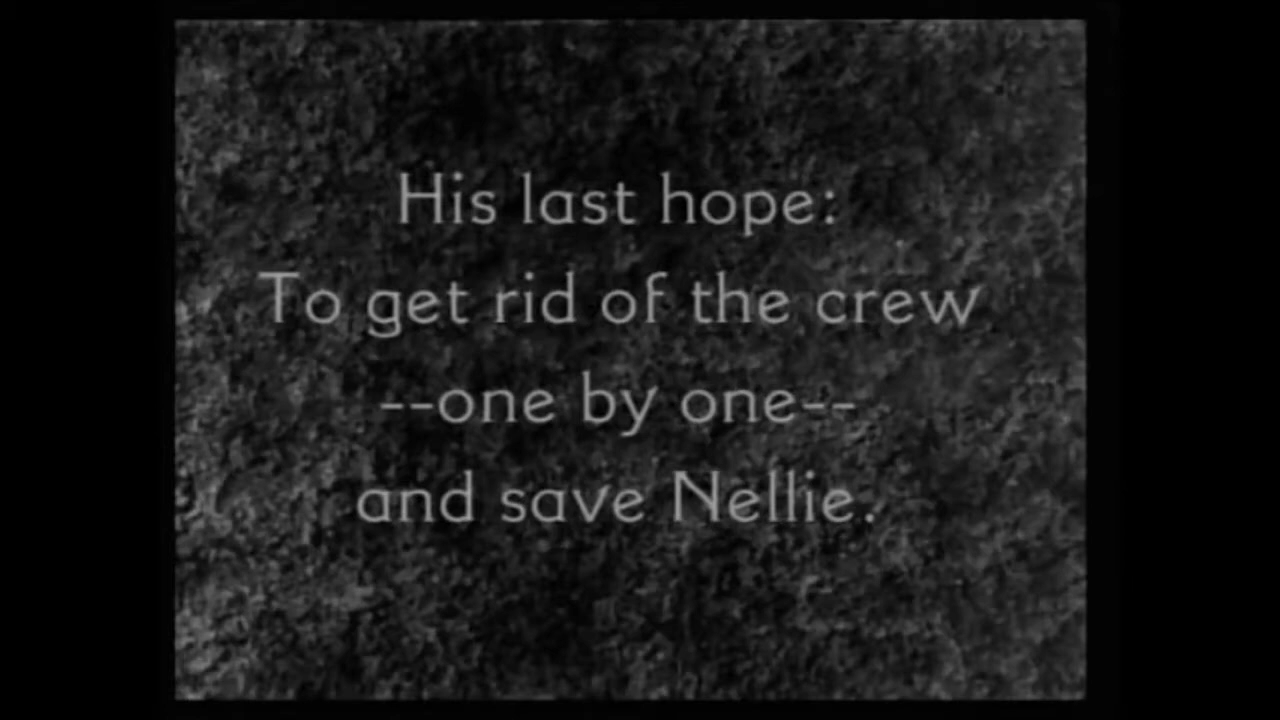 His last hope:
To get rid of the crew
--one by one--
and save Nellie.